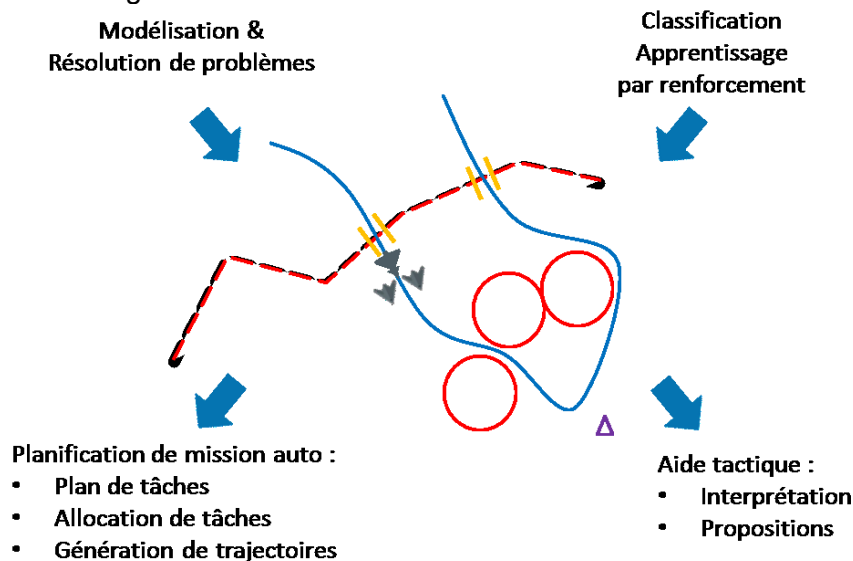 Modélisation &
Résolution de problèmes
Classification
Apprentissage
par renforcement
Planification de mission auto :
• Plan de tâches
• Allocation de tâches
• Génération de trajectoires
Δ
Aide tactique :
• Interprétation
• Propositions